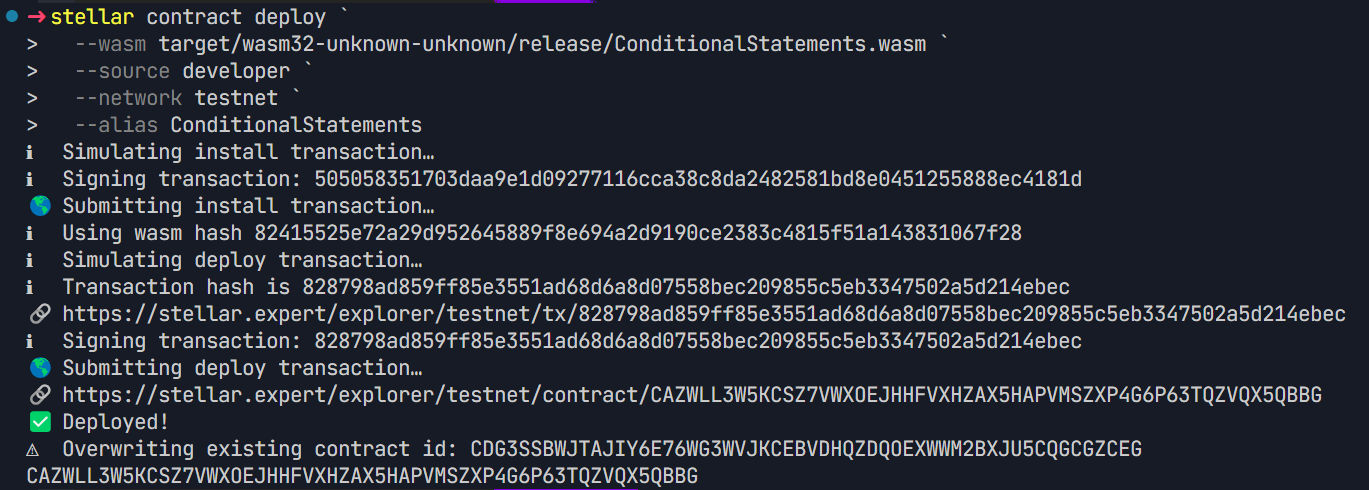 → stellar contract deploy `
> --wasm target/wasm32-unknown-unknown/release/ConditionalStatements.wasm `
> --source developer `
> --network testnet `
> --alias ConditionalStatements
ℹ Simulating install transaction…
ℹ Signing transaction: 505058351703daa9e1d09277116cca38c8da2482581bd8e0451255888ec4181d
🌎 Submitting install transaction…
ℹ Using wasm hash 82415525e72a29d952645889f8e694a2d9190ce2383c4815f51a143831067f28
ℹ Simulating deploy transaction…
ℹ Transaction hash is 828798ad859ff85e3551ad68d6a8d07558bec209855c5eb3347502a5d214ebec
🔗 https://stellar.expert/explorer/testnet/tx/828798ad859ff85e3551ad68d6a8d07558bec209855c5eb3347502a5d214ebec
ℹ Signing transaction: 828798ad859ff85e3551ad68d6a8d07558bec209855c5eb3347502a5d214ebec
🌎 Submitting deploy transaction…
🔗 https://stellar.expert/explorer/testnet/contract/CAZWLL3W5KCSZ7VWXOEJHHFVXHZAX5HAPVMSZXP4G6P63TQZVQX5QBBG
✅ Deployed!
⚠ Overwriting existing contract id: CDG3SSBWJTAJIY6E76WG3WVJKCEBVDHQZDQOEXWWM2BXJU5CQGCGZCEG
CAZWLL3W5KCSZ7VWXOEJHHFVXHZAX5HAPVMSZXP4G6P63TQZVQX5QBBG